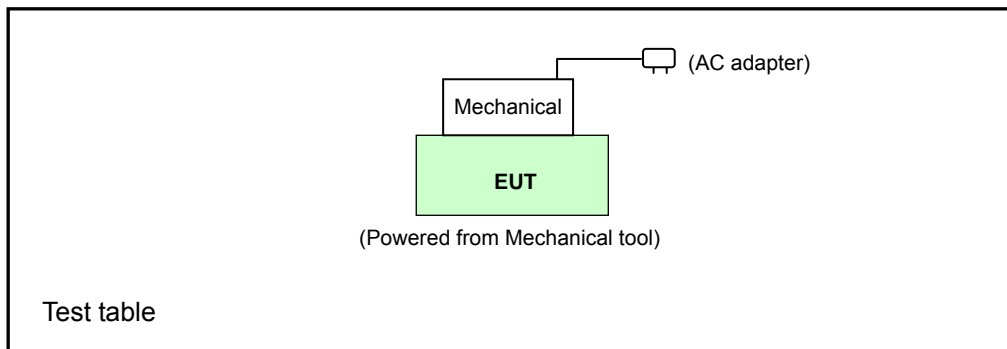 (AC adapter)
Mechanical
EUT
(Powered from Mechanical tool)
Test table